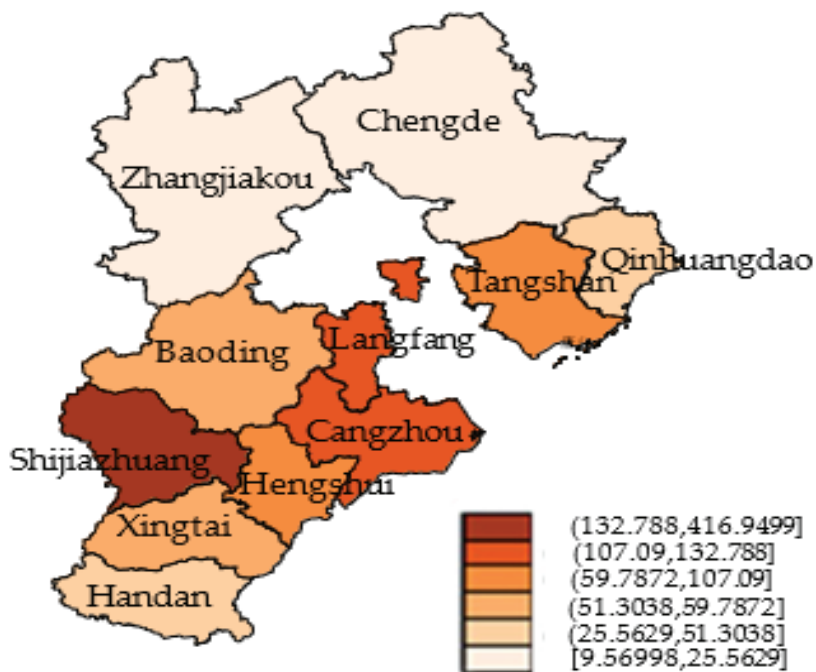 Chengde
Zhangjiakou
Qinhuangdao
Tangshan
Langfang
Baoding
Cangzhou
Shijiazhuang
Hengshui
Xingtai
Handan
(132.788,416.9499]
(107.09,132.788]
(59.7872,107.09]
(51.3038,59.7872]
(25.5629,51.3038]
[9.56998,25.5629]